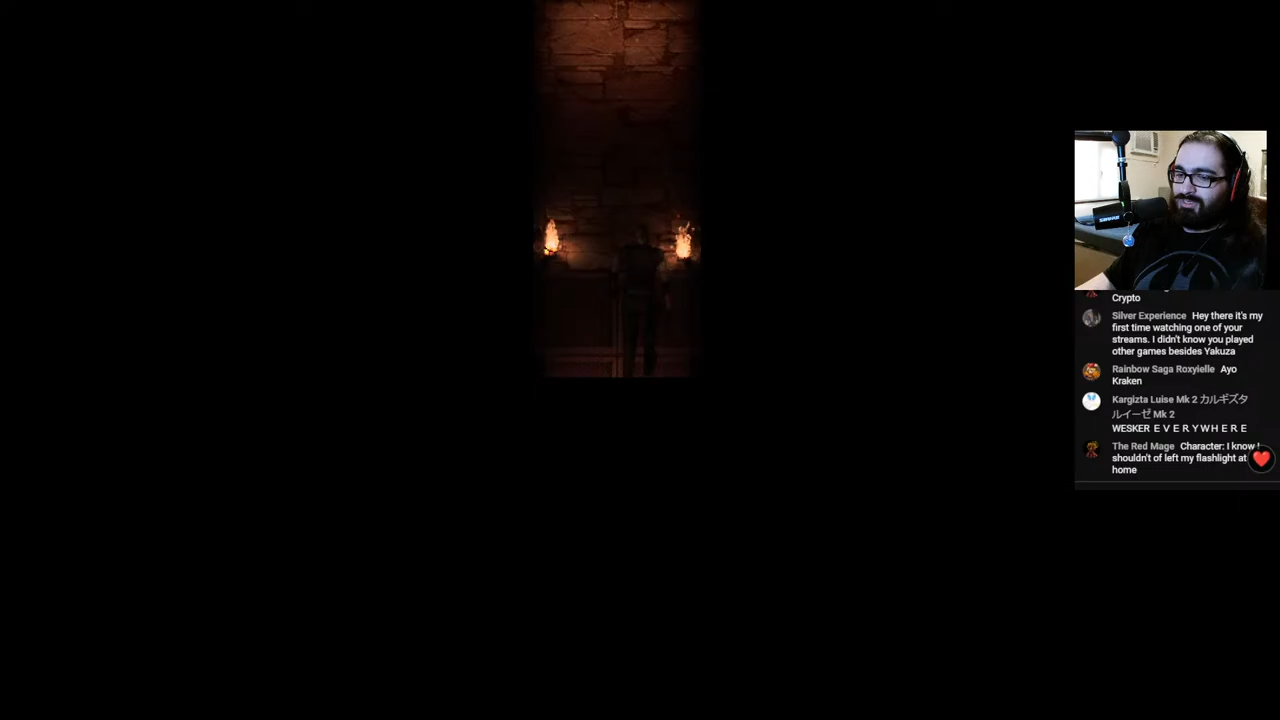 SHURE
Crypto
Silver Experience Hey there it's my
first time watching one of your
streams. I didn't know you played
other games besides Yakuza
Rainbow Saga Roxyielle Ayo
Kraken
Kargizta Luise Mk 2 カルギズタ
ルイーゼ Mk 2
WESKER ＥＶＥＲＹＷＨＥＲＥ
The Red Mage Character: I know I
shouldn't of left my flashlight at
home